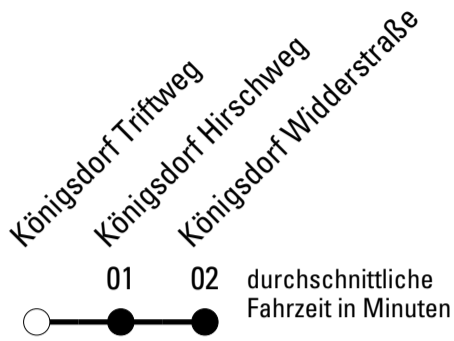 Königsdorf Triftweg
Königsdorf Hirschweg
Königsdorf Widderstraße
01 02 durchschnittliche
Fahrzeit in Minuten